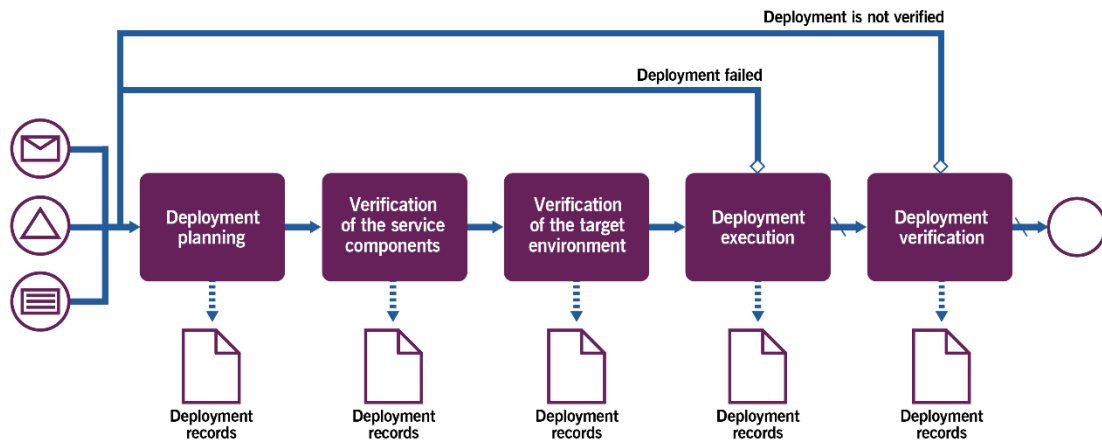 Deployment is not verified
Deployment failed
Deployment
planning
Verification
of the service
components
Verification
of the target
environment
Deployment
execution
Deployment
verification
Deployment
records
Deployment
records
Deployment
records
Deployment
records
Deployment
records